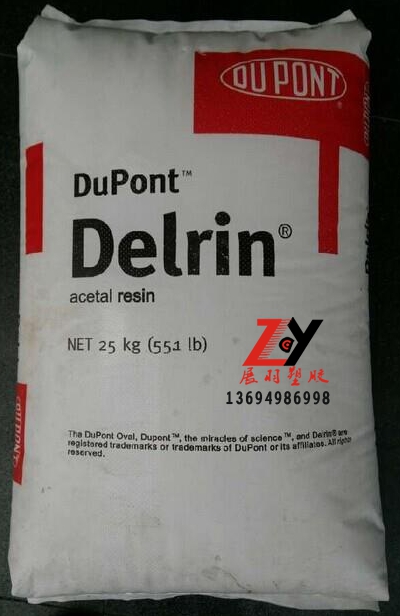 DU PONT
DuPont™
Delrin®
acetal resin
NET 25 kg (551 lb)
ZY
展羽塑胶
13694986998
The DuPont Oval, Dupont™, the miracles of science™, and Delrin® are
registered trademarks or trademarks of DuPont or its affiliates. All rights
reserved.